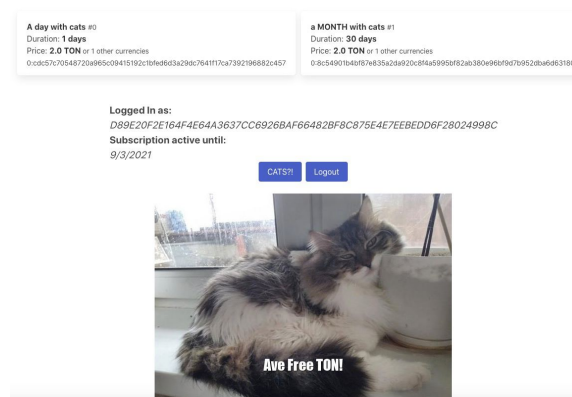 A day with cats #0
Duration: 1 days
Price: 2.0 TON or 1 other currencies
0:cdc57c70548720a965c09415192c1bfed6d3a29dc7641f17ca7392196882c457
a MONTH with cats #1
Duration: 30 days
Price: 2.0 TON or 1 other currencies
0:8c54901b4bf87e835a2da920c8f4a5995bf82ab380e96bf9d7b952dba6d63180
Logged In as:
D89E20F2E164F4E64A3637CC6926BAF66482BF8C875E4E7EEBEDD6F28024998C
Subscription active until:
9/3/2021
CATS?!
Logout
Ave Free TON!